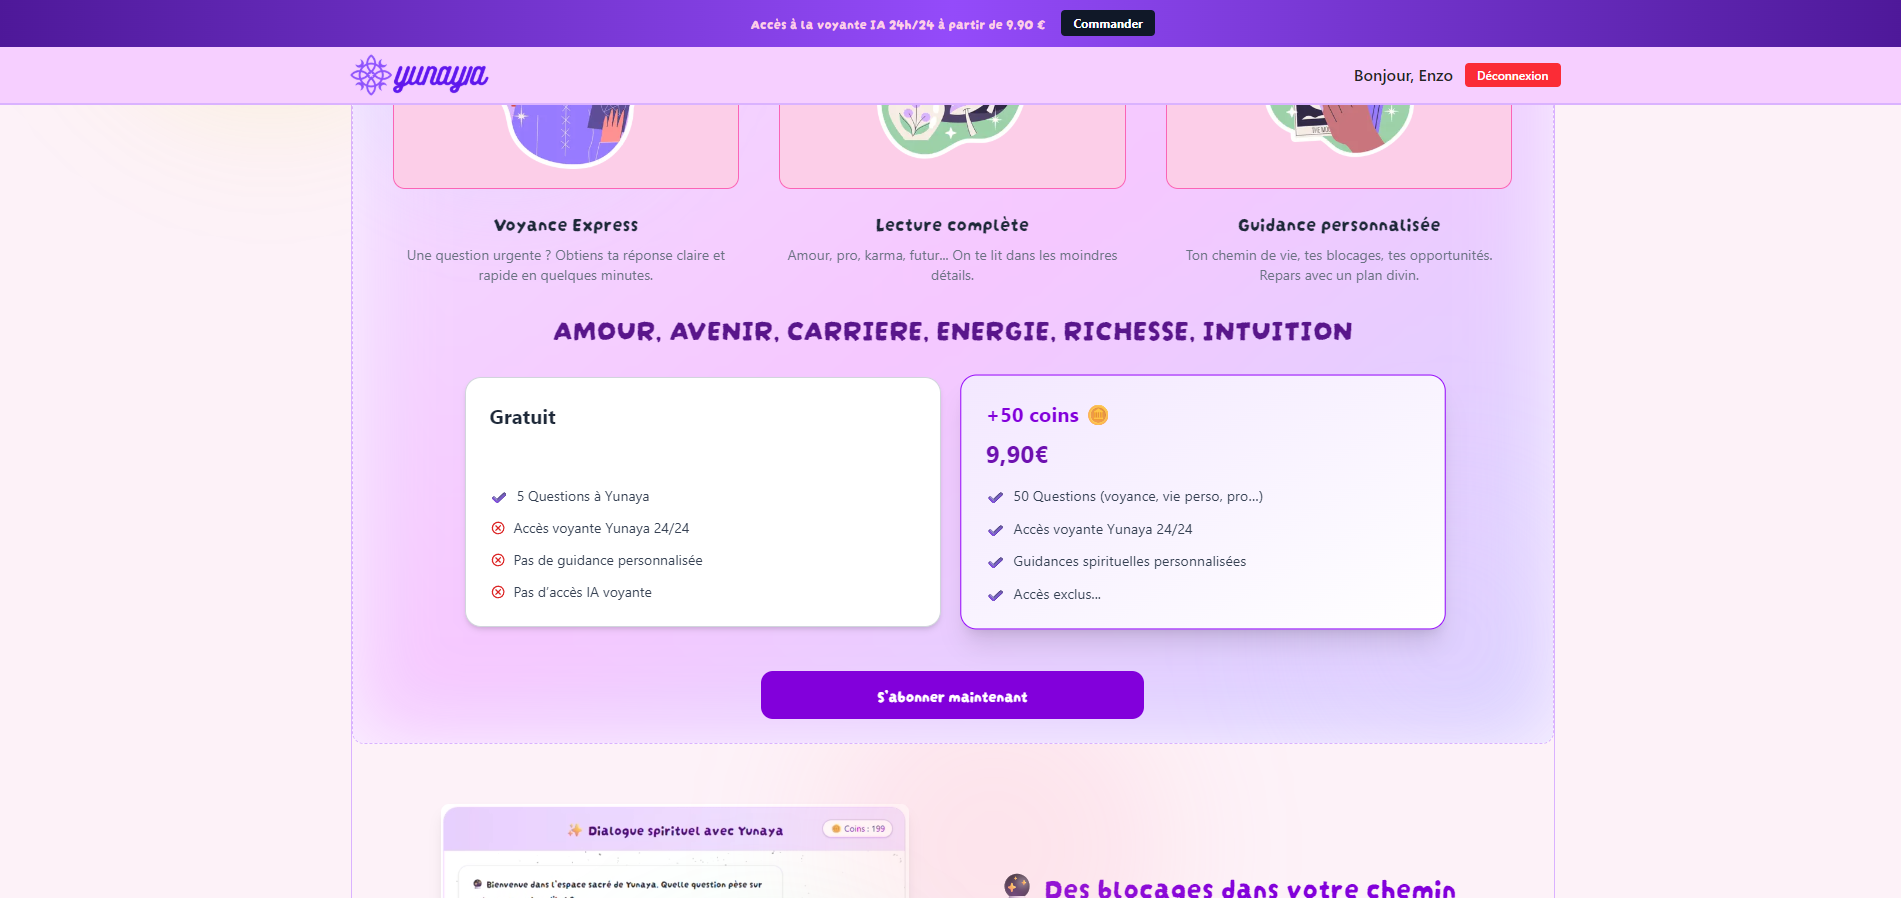 Accès à la voyante IA 24h/24 à partir de 9.90 €
Commander
yunaya
Bonjour, Enzo
Déconnexion
Voyance Express
Une question urgente ? Obtiens ta réponse claire et
rapide en quelques minutes.
Lecture complète
Amour, pro, karma, futur... On te lit dans les moindres
détails.
Guidance personnalisée
Ton chemin de vie, tes blocages, tes opportunités.
Repars avec un plan divin.
AMOUR, AVENIR, CARRIERE, ENERGIE, RICHESSE, INTUITION
Gratuit
5 Questions à Yunaya
Accès voyante Yunaya 24/24
Pas de guidance personnalisée
Pas d’accès IA voyante
+50 coins
9,90€
50 Questions (voyance, vie perso, pro...)
Accès voyante Yunaya 24/24
Guidances spirituelles personnalisées
Accès exclus...
S'abonner maintenant
Dialogue spirituel avec Yunaya
Coins : 199
Bienvenue dans l'espace sacré de Yunaya. Quelle question pèse sur
Des blocages dans votre chemin